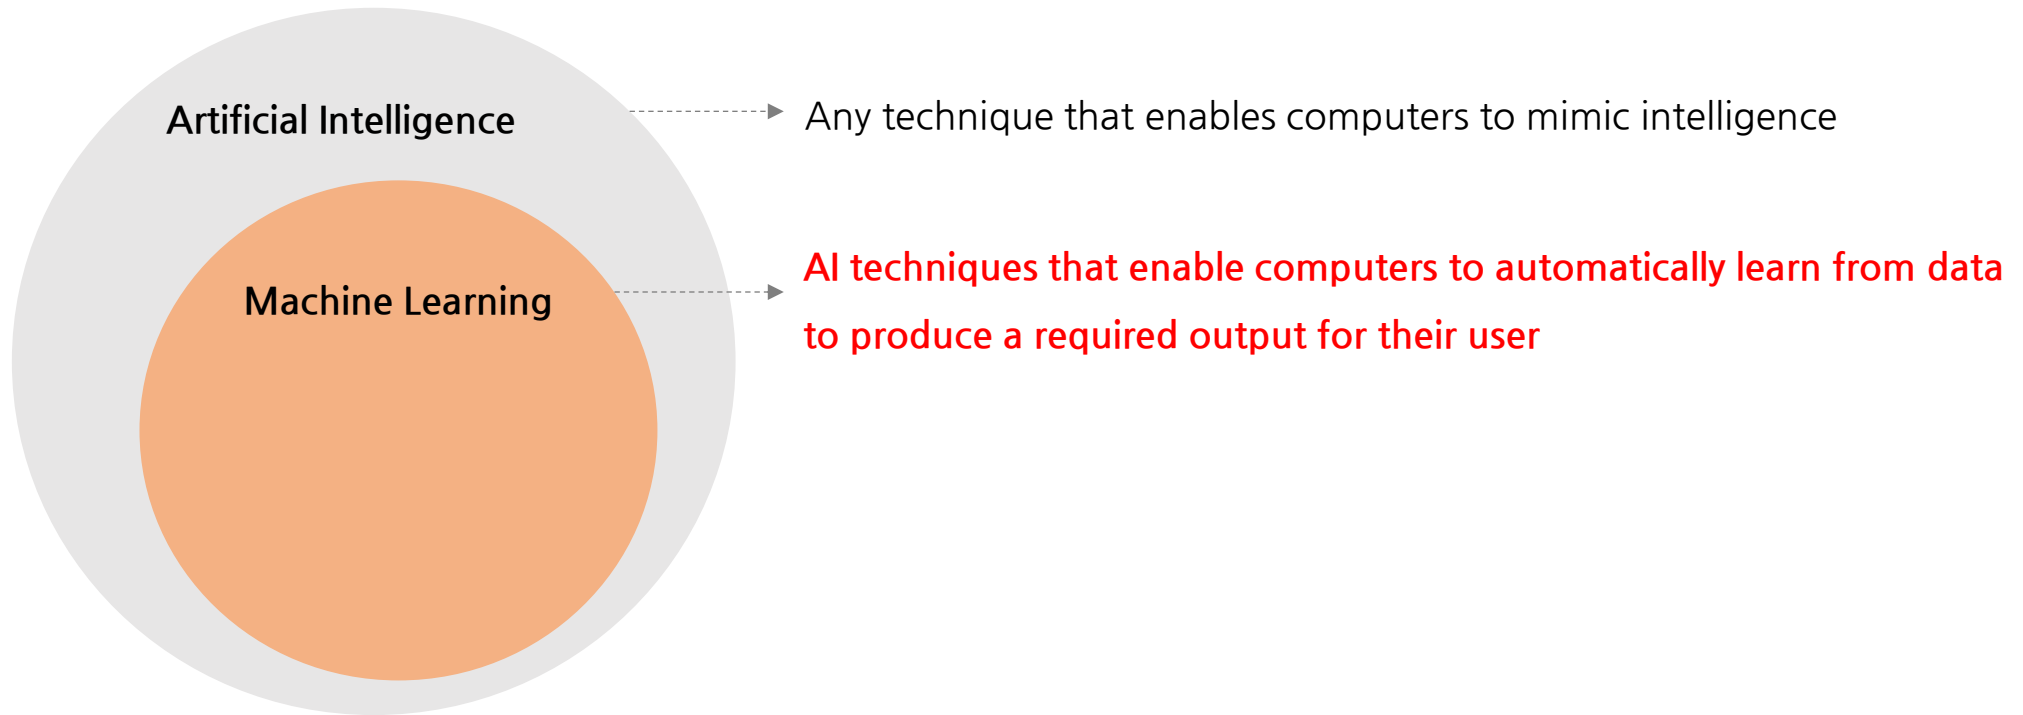 Artificial Intelligence
Any technique that enables computers to mimic intelligence
Machine Learning
AI techniques that enable computers to automatically learn from data
to produce a required output for their user